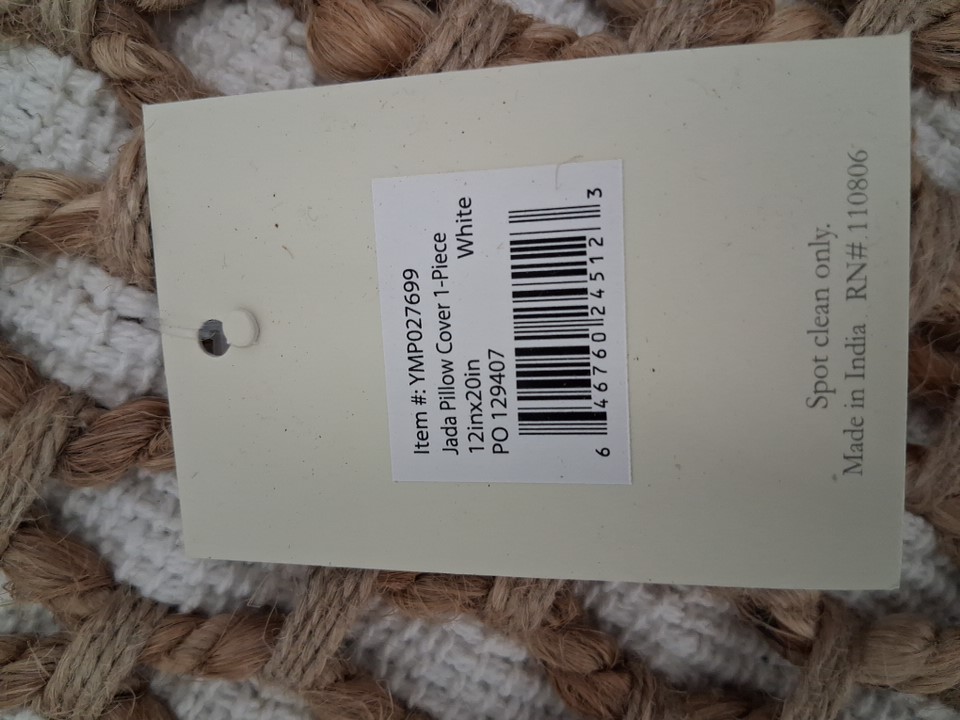 Item #: YMP027699
Jada Pillow Cover 1-Piece
12inx20in White
PO 129407
6 46760 24512 3
Spot clean only.
Made in India RN# 110806